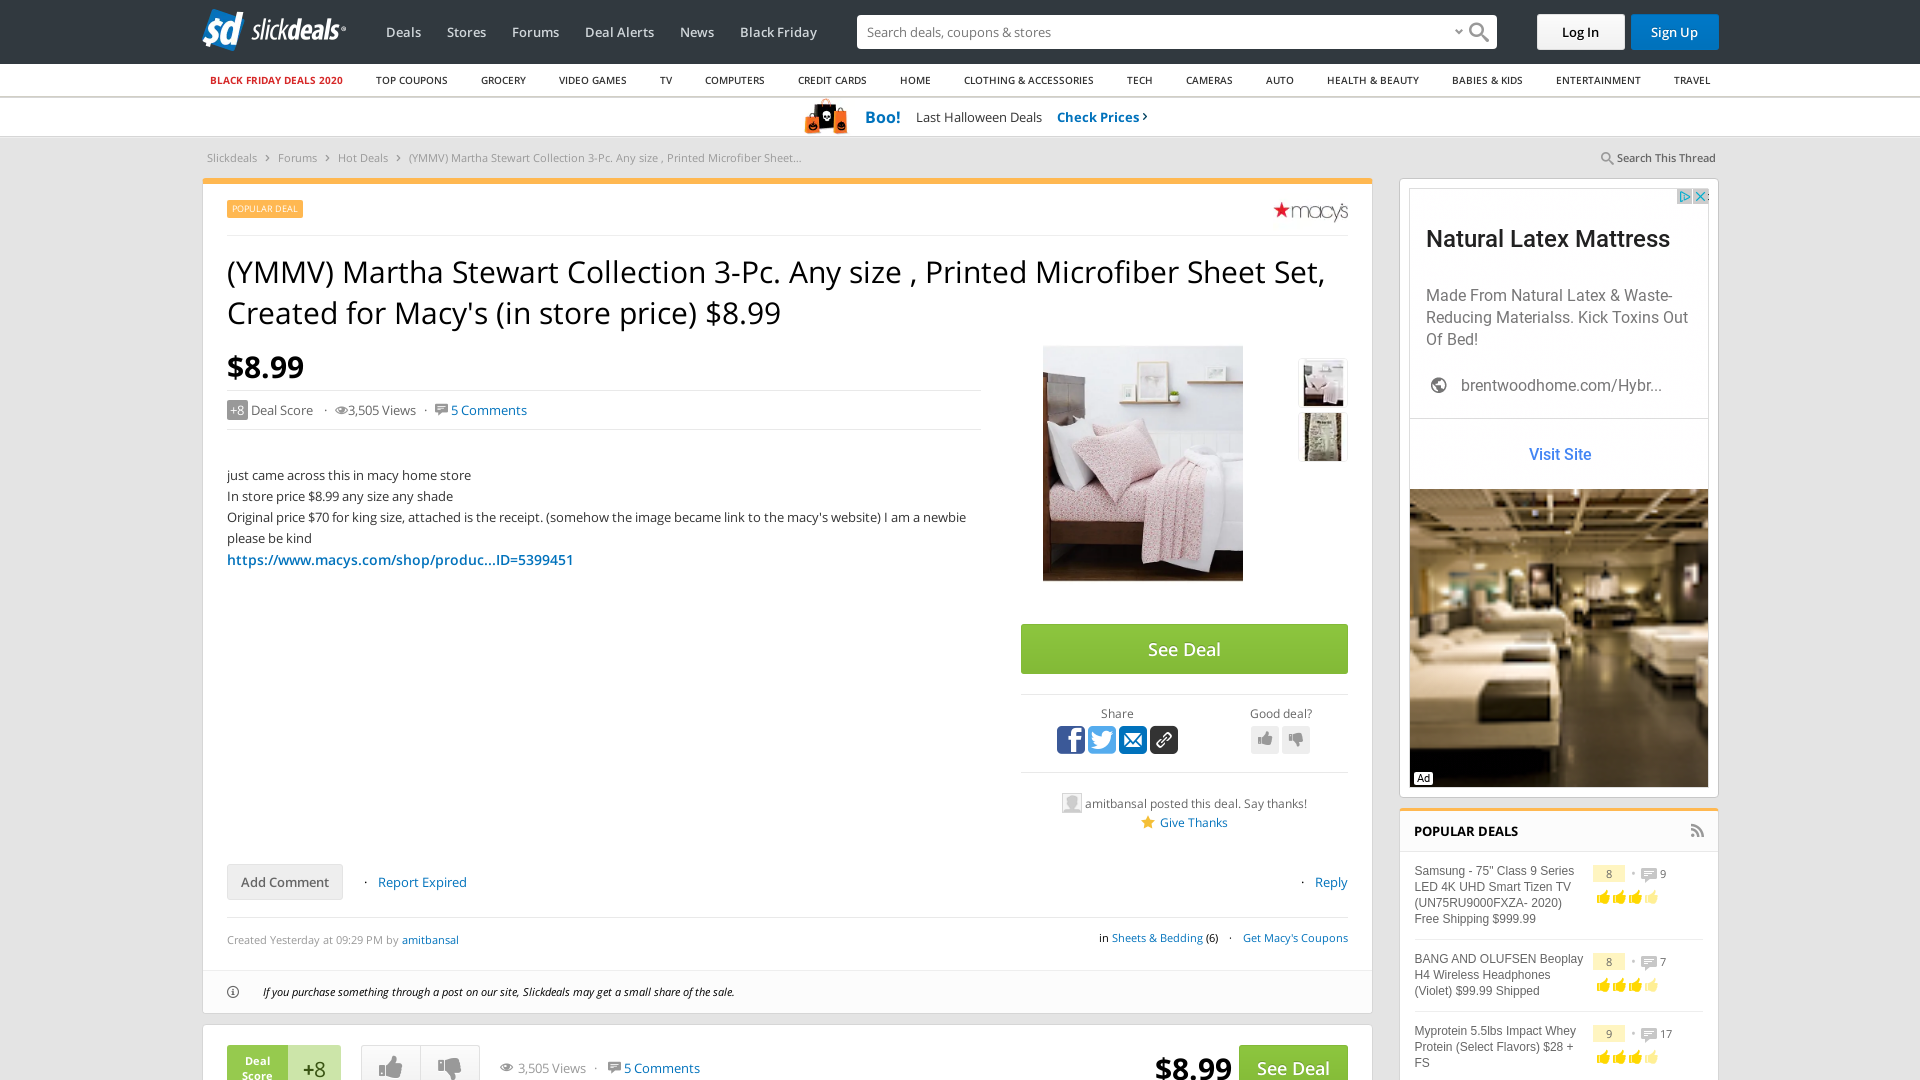 slickdeals
Deals
Stores
Forums
Deal Alerts
News
Black Friday
Search deals, coupons & stores
Log In
Sign Up
BLACK FRIDAY DEALS 2020
TOP COUPONS
GROCERY
VIDEO GAMES
TV
COMPUTERS
CREDIT CARDS
HOME
CLOTHING & ACCESSORIES
TECH
CAMERAS
AUTO
HEALTH & BEAUTY
BABIES & KIDS
ENTERTAINMENT
TRAVEL
Boo! Last Halloween Deals Check Prices ›
Slickdeals › Forums › Hot Deals › (YMMV) Martha Stewart Collection 3-Pc. Any size , Printed Microfiber Sheet...
Search This Thread
POPULAR DEAL
macy's
(YMMV) Martha Stewart Collection 3-Pc. Any size , Printed Microfiber Sheet Set,
Created for Macy's (in store price) $8.99
$8.99
+8 Deal Score · 3,505 Views · 5 Comments
just came across this in macy home store
In store price $8.99 any size any shade
Original price $70 for king size, attached is the receipt. (somehow the image became link to the macy's website) I am a newbie
please be kind
https://www.macys.com/shop/produc...ID=5399451
See Deal
Share
Good deal?
amitbansal posted this deal. Say thanks!
Give Thanks
Add Comment
· Report Expired
· Reply
Created Yesterday at 09:29 PM by amitbansal
in Sheets & Bedding (6) · Get Macy's Coupons
If you purchase something through a post on our site, Slickdeals may get a small share of the sale.
Deal
Score
+8
3,505 Views · 5 Comments
$8.99
See Deal
Natural Latex Mattress
Made From Natural Latex & Waste-
Reducing Materialss. Kick Toxins Out
Of Bed!
brentwoodhome.com/Hybr...
Visit Site
Ad
POPULAR DEALS
Samsung - 75" Class 9 Series
LED 4K UHD Smart Tizen TV
(UN75RU9000FXZA- 2020)
Free Shipping $999.99
8 • 9
BANG AND OLUFSEN Beoplay
H4 Wireless Headphones
(Violet) $99.99 Shipped
8 • 7
Myprotein 5.5lbs Impact Whey
Protein (Select Flavors) $28 +
FS
9 • 17